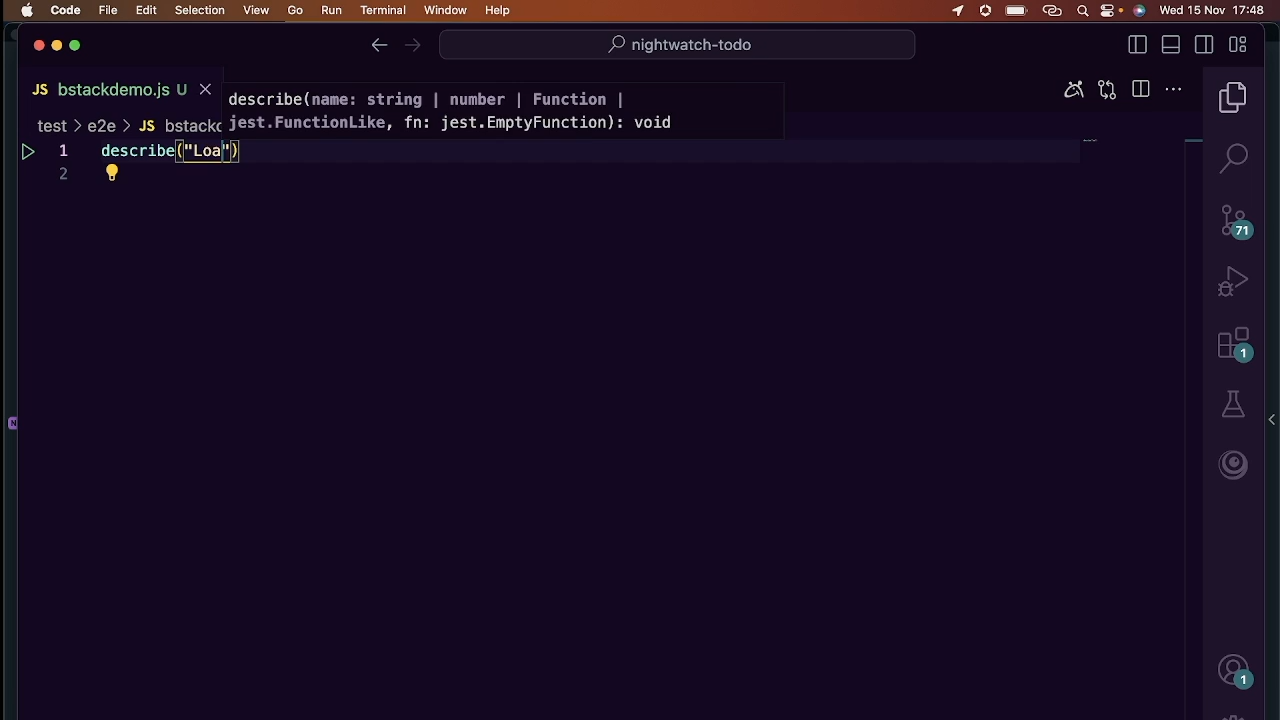 Code File Edit Selection View Go Run Terminal Window Help Wed 15 Nov 17:48
nightwatch-todo
JS bstackdemo.js U
describe(name: string | number | Function |
jest.FunctionLike, fn: jest.EmptyFunction): void
test > e2e > JS bstackd
1 describe("Loa")
2
71
1
N
1